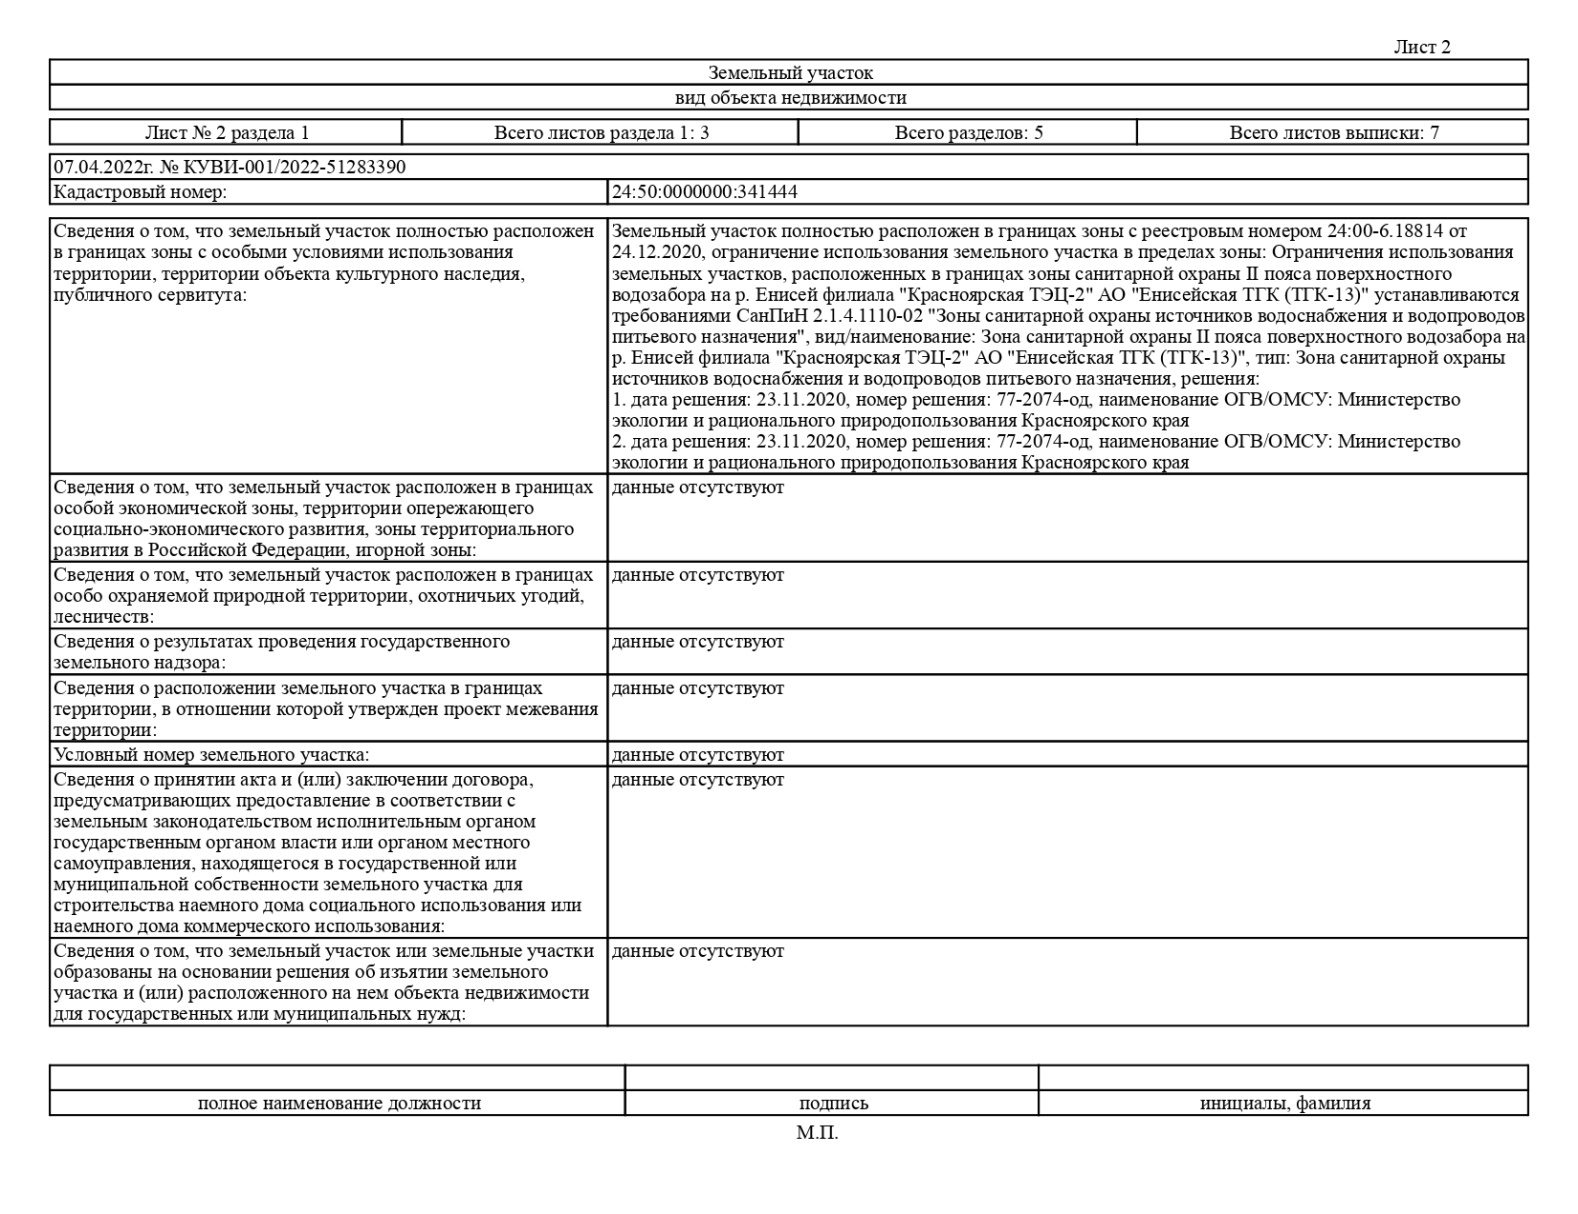 Лист 2
Земельный участок
вид объекта недвижимости
Лист № 2 раздела 1
Всего листов раздела 1: 3
Всего разделов: 5
Всего листов выписки: 7
07.04.2022г. № КУВИ-001/2022-51283390
Кадастровый номер:
24:50:0000000:341444
Сведения о том, что земельный участок полностью расположен
в границах зоны с особыми условиями использования
территории, территории объекта культурного наследия,
публичного сервитута:
Земельный участок полностью расположен в границах зоны с реестровым номером 24:00-6.18814 от
24.12.2020, ограничение использования земельного участка в пределах зоны: Ограничения использования
земельных участков, расположенных в границах зоны санитарной охраны II пояса поверхностного
водозабора на р. Енисей филиала "Красноярская ТЭЦ-2" АО "Енисейская ТГК (ТГК-13)" устанавливаются
требованиями СанПиН 2.1.4.1110-02 "Зоны санитарной охраны источников водоснабжения и водопроводов
питьевого назначения", вид/наименование: Зона санитарной охраны II пояса поверхностного водозабора на
р. Енисей филиала "Красноярская ТЭЦ-2" АО "Енисейская ТГК (ТГК-13)", тип: Зона санитарной охраны
источников водоснабжения и водопроводов питьевого назначения, решения:
1. дата решения: 23.11.2020, номер решения: 77-2074-од, наименование ОГВ/ОМСУ: Министерство
экологии и рационального природопользования Красноярского края
2. дата решения: 23.11.2020, номер решения: 77-2074-од, наименование ОГВ/ОМСУ: Министерство
экологии и рационального природопользования Красноярского края
Сведения о том, что земельный участок расположен в границах
особой экономической зоны, территории опережающего
социально-экономического развития, зоны территориального
развития в Российской Федерации, игорной зоны:
данные отсутствуют
Сведения о том, что земельный участок расположен в границах
особо охраняемой природной территории, охотничьих угодий,
лесничеств:
данные отсутствуют
Сведения о результатах проведения государственного
земельного надзора:
данные отсутствуют
Сведения о расположении земельного участка в границах
территории, в отношении которой утвержден проект межевания
территории:
данные отсутствуют
Условный номер земельного участка:
данные отсутствуют
Сведения о принятии акта и (или) заключении договора,
предусматривающих предоставление в соответствии с
земельным законодательством исполнительным органом
государственным органом власти или органом местного
самоуправления, находящегося в государственной или
муниципальной собственности земельного участка для
строительства наемного дома социального использования или
наемного дома коммерческого использования:
данные отсутствуют
Сведения о том, что земельный участок или земельные участки
образованы на основании решения об изъятии земельного
участка и (или) расположенного на нем объекта недвижимости
для государственных или муниципальных нужд:
данные отсутствуют
полное наименование должности
подпись
инициалы, фамилия
М.П.